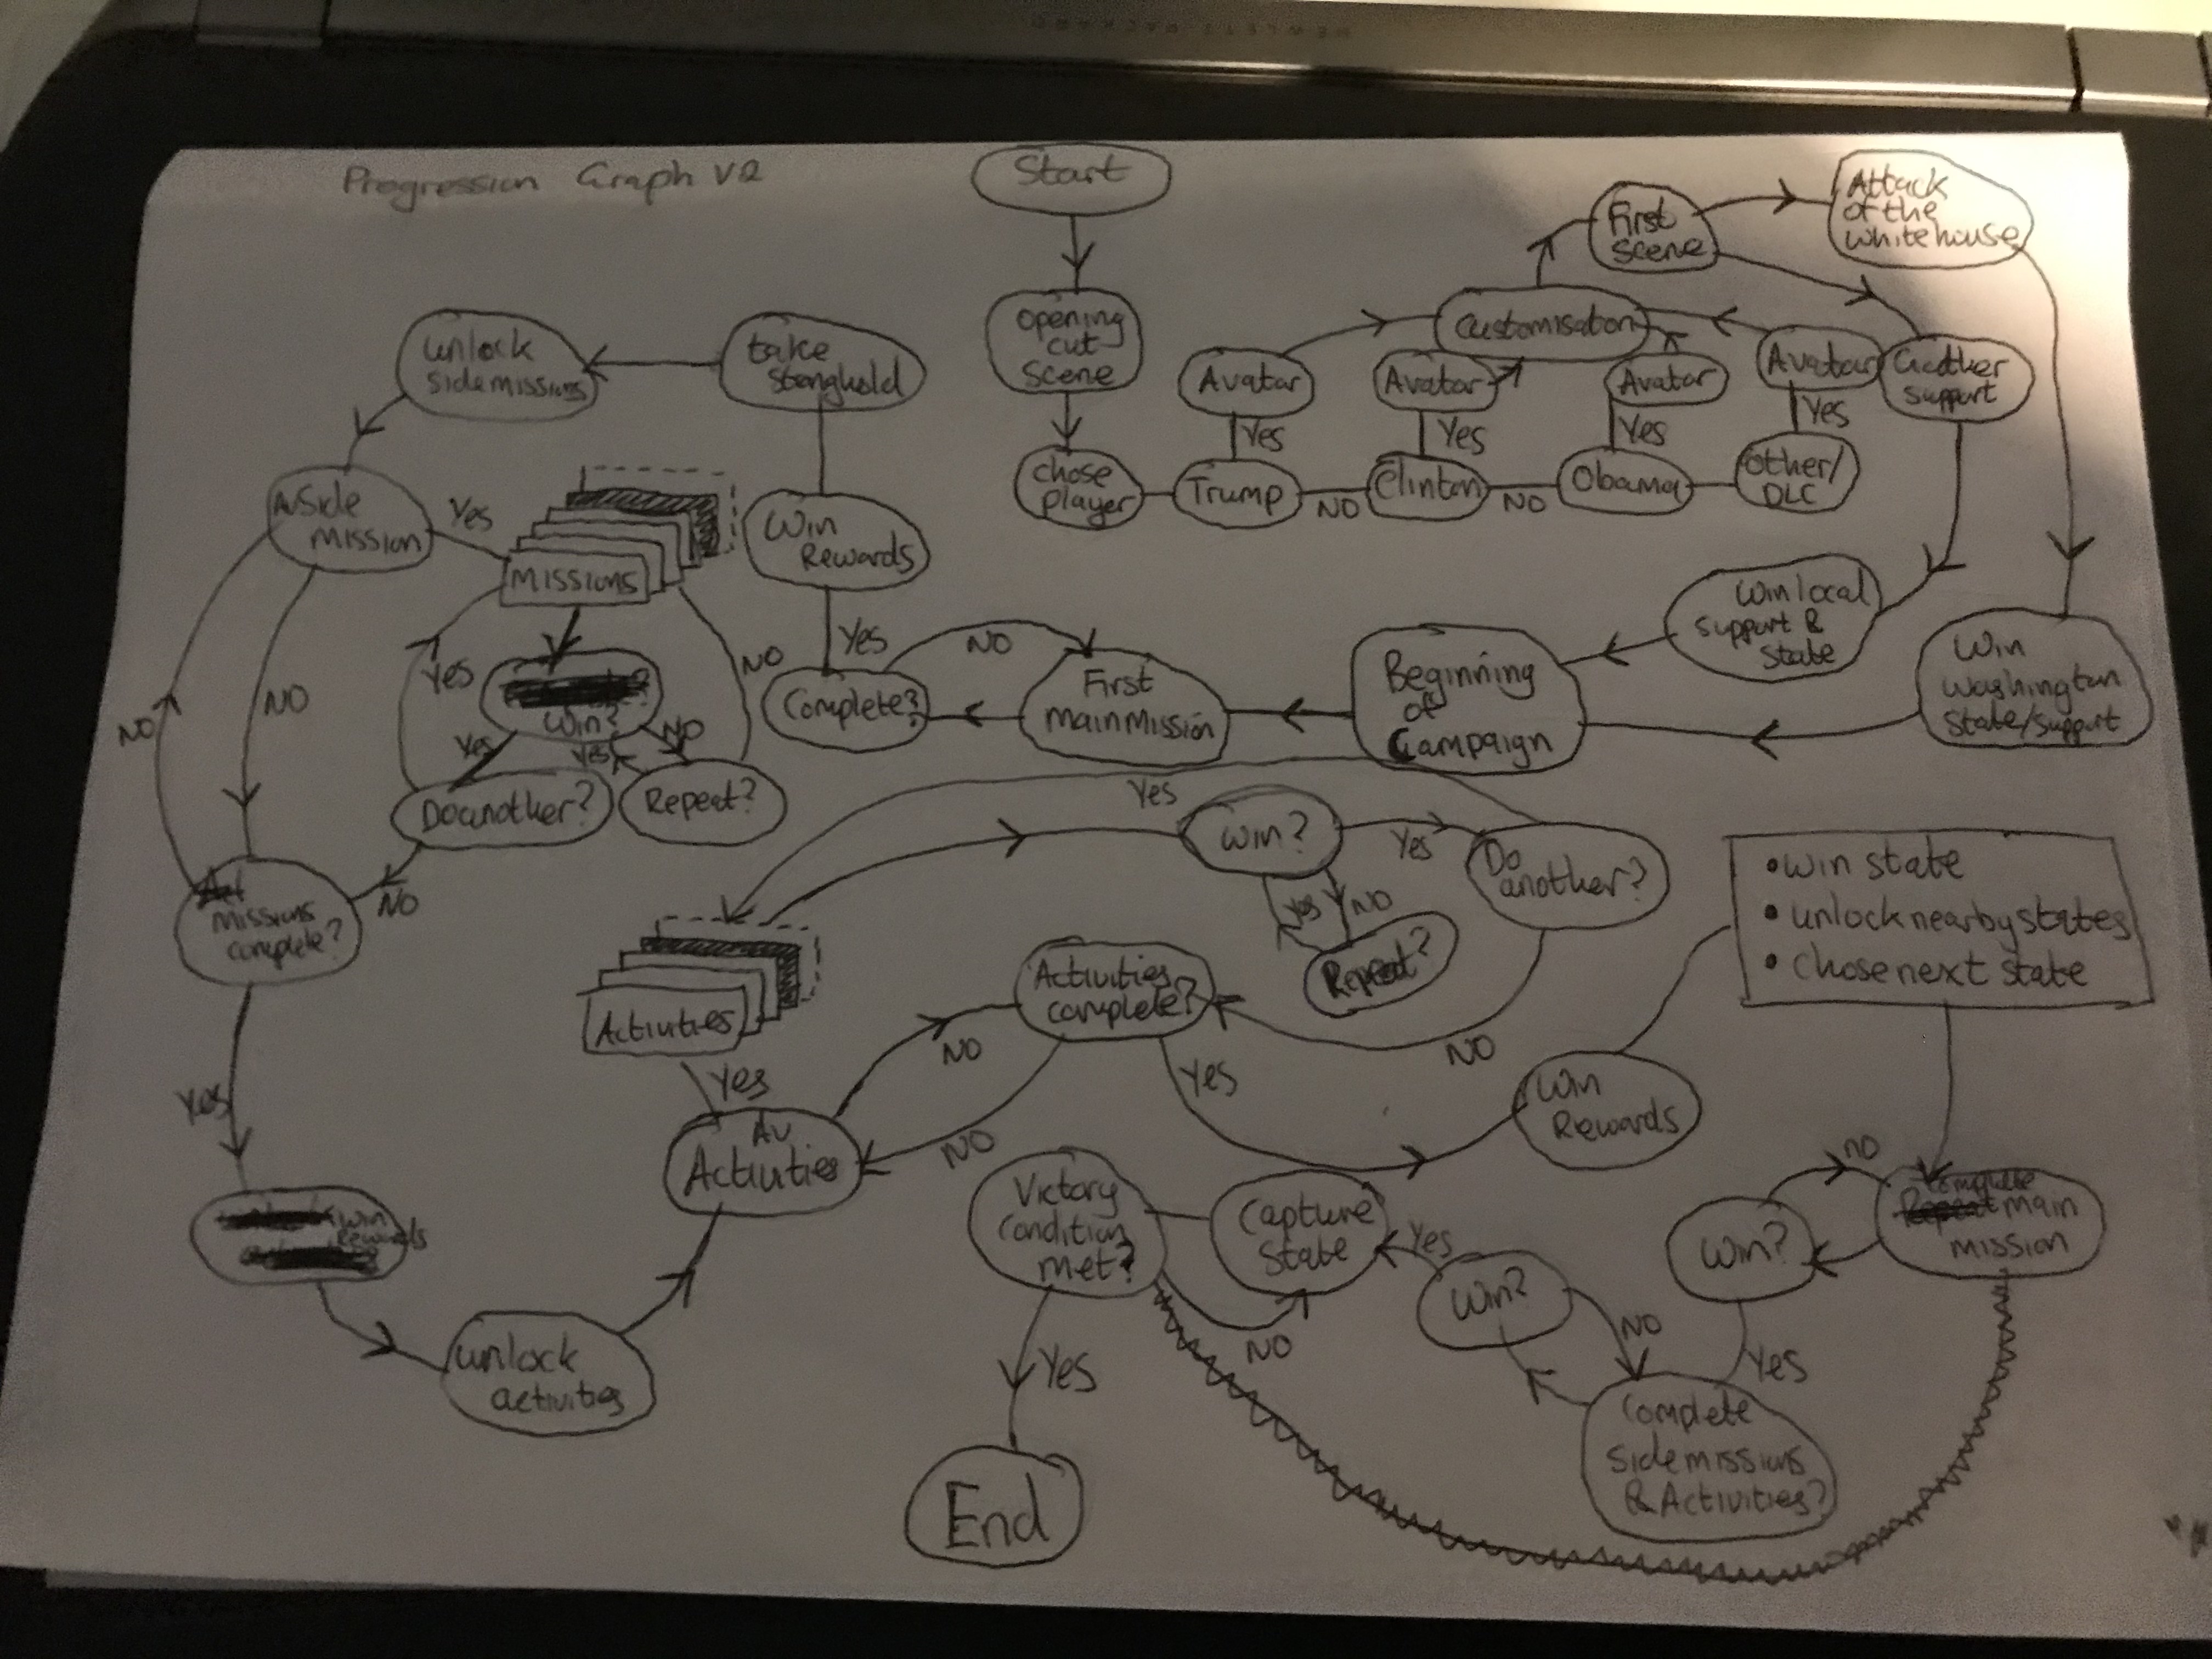 Progression Graph V2
Start
opening
cut
scene
chose
player
Trump
Yes
Avatar
NO
Clinton
Yes
Avatar
NO
Obama
Yes
Avatar
other/
DLC
Yes
Avatar
Customisation
First
scene
Attack
of the
white house
Gather
support
Win local
support &
State
Win
Washington
State/support
Beginning
of
Campaign
First
main Mission
Complete?
NO
Yes
Win
Rewards
take
stronghold
unlock
side missions
Side
Mission
Yes
Missions
NO
Win?
NO
Repeat?
Yes
NO
Yes
Do another?
Yes
NO
missions
complete?
NO
Yes
Win
Rewards
unlock
activities
AV
Activities
Yes
Activities
Win?
NO
Repeat?
Yes
Yes
Do
another?
Yes
NO
Activities
complete?
NO
NO
Yes
Win
Rewards
• Win state
• unlock nearby states
• chose next state
main
mission
Win?
NO
Yes
Complete
Side missions
& Activities?
Win?
NO
Yes
Capture
State
Victory
Condition
met?
NO
Yes
End